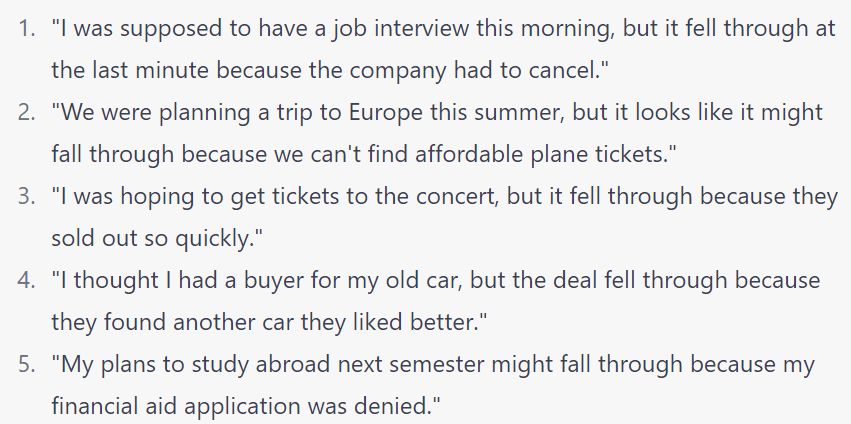 1. "I was supposed to have a job interview this morning, but it fell through at
the last minute because the company had to cancel."
2. "We were planning a trip to Europe this summer, but it looks like it might
fall through because we can't find affordable plane tickets."
3. "I was hoping to get tickets to the concert, but it fell through because they
sold out so quickly."
4. "I thought I had a buyer for my old car, but the deal fell through because
they found another car they liked better."
5. "My plans to study abroad next semester might fall through because my
financial aid application was denied."